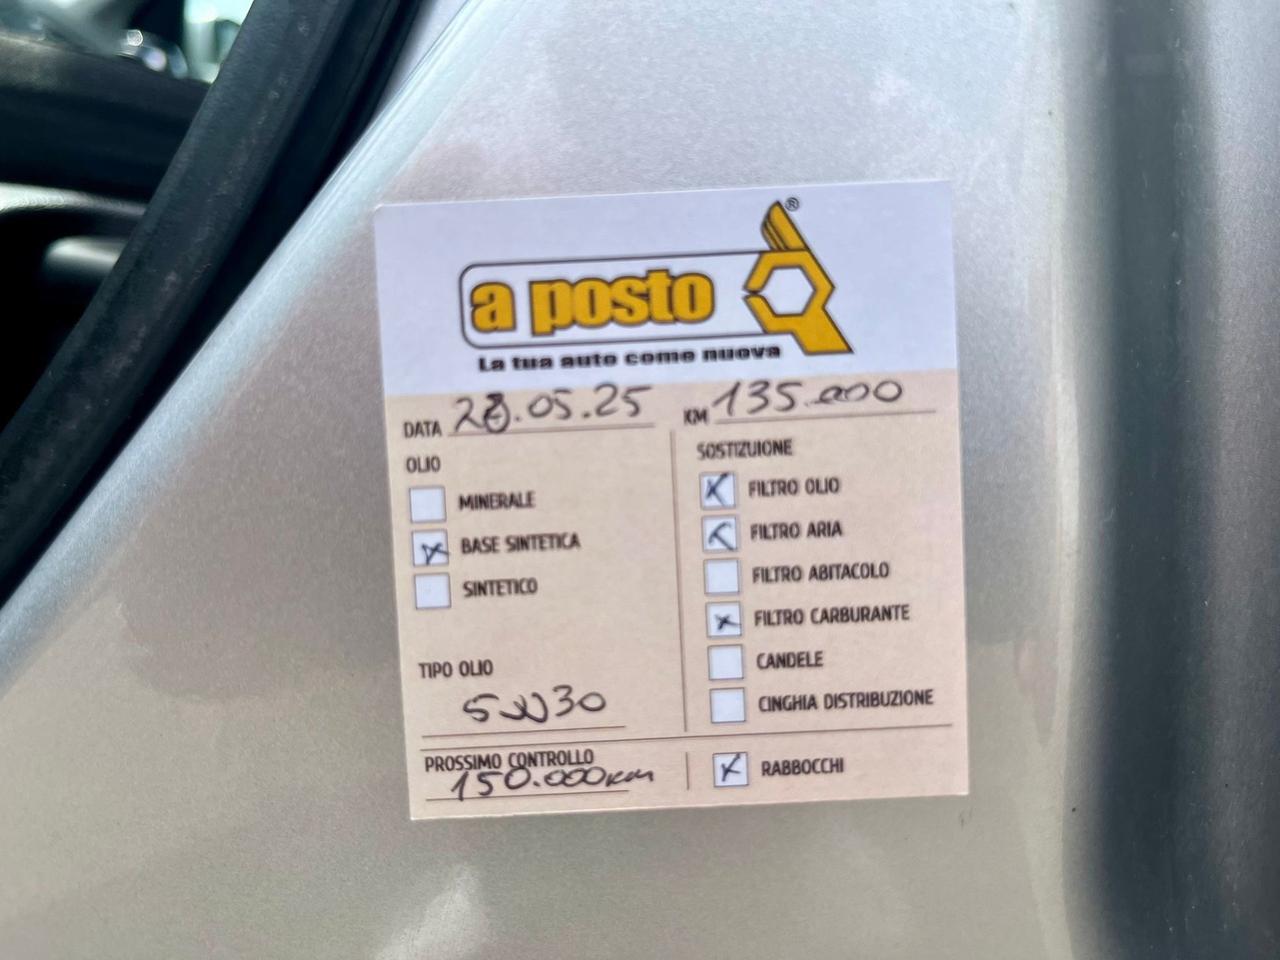 a posto ®
La tua auto come nuova
DATA 28.05.25 KM 135.000
OLIO
MINERALE
BASE SINTETICA
SINTETICO
TIPO OLIO
5W30
SOSTIZUIONE
FILTRO OLIO
FILTRO ARIA
FILTRO ABITACOLO
FILTRO CARBURANTE
CANDELE
CINGHIA DISTRIBUZIONE
PROSSIMO CONTROLLO
150.000km
RABBOCCHI